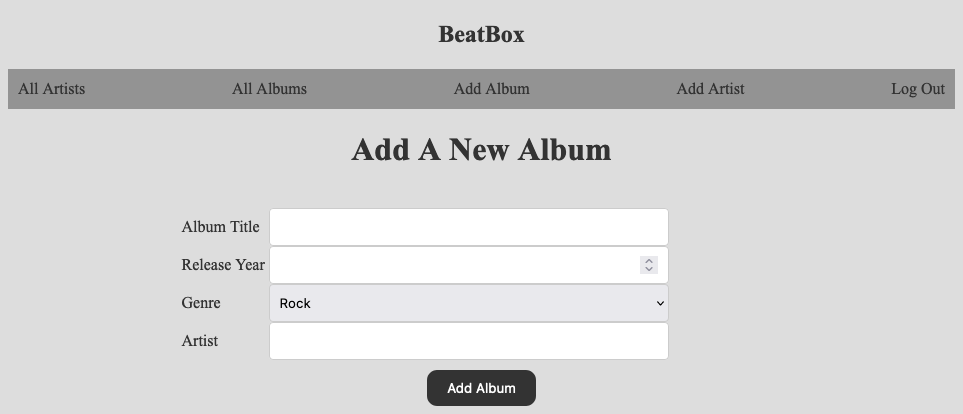 BeatBox
All Artists All Albums Add Album Add Artist Log Out
Add A New Album
Album Title
Release Year
Genre Rock
Artist
Add Album